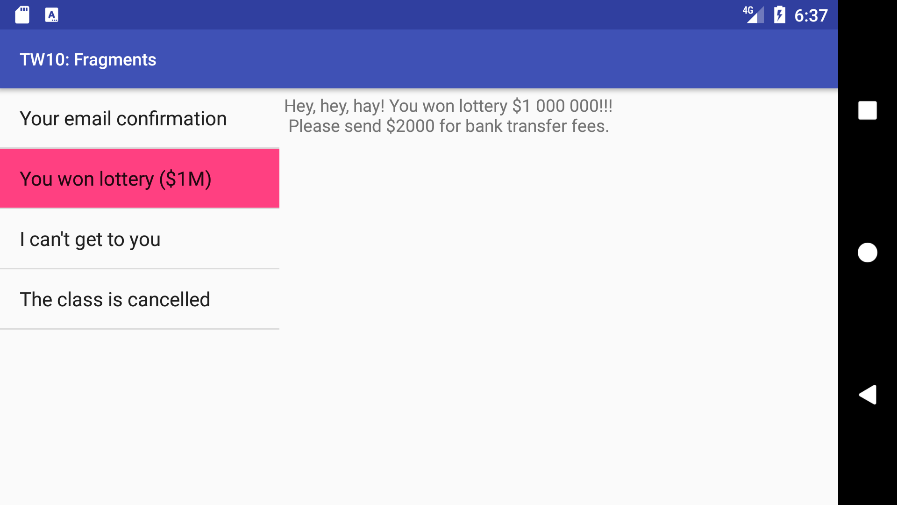 4G 6:37
TW10: Fragments
Your email confirmation
You won lottery ($1M)
I can't get to you
The class is cancelled
Hey, hey, hay! You won lottery $1 000 000!!!
Please send $2000 for bank transfer fees.